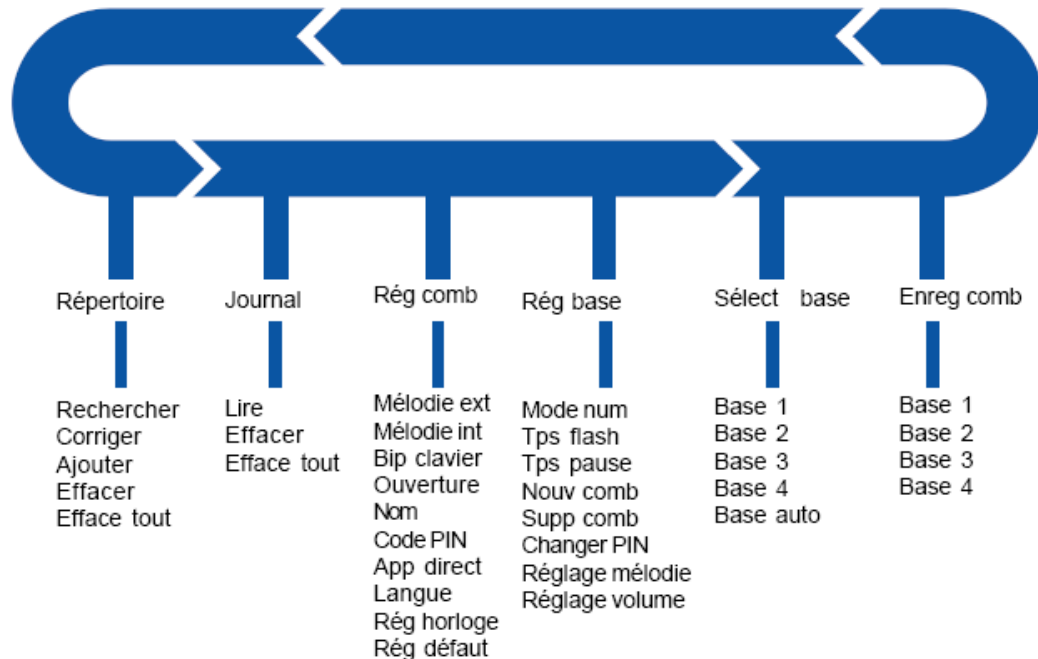 Répertoire
Rechercher
Corriger
Ajouter
Effacer
Efface tout
Journal
Lire
Effacer
Efface tout
Rég comb
Mélodie ext
Mélodie int
Bip clavier
Ouverture
Nom
Code PIN
App direct
Langue
Rég horloge
Rég défaut
Rég base
Mode num
Tps flash
Tps pause
Nouv comb
Supp comb
Changer PIN
Réglage mélodie
Réglage volume
Sélect base
Base 1
Base 2
Base 3
Base 4
Base auto
Enreg comb
Base 1
Base 2
Base 3
Base 4